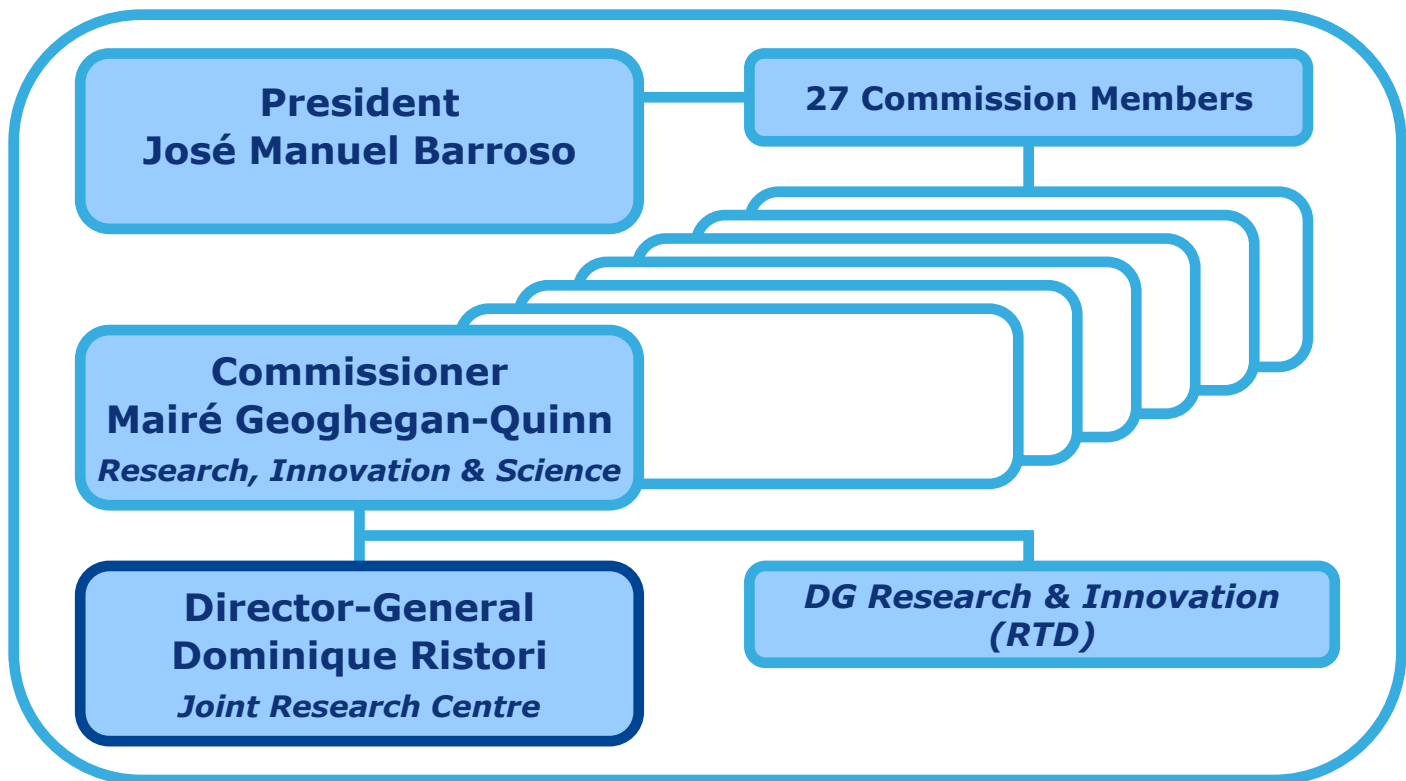 President
José Manuel Barroso
27 Commission Members
Commissioner
Mairé Geoghegan-Quinn
Research, Innovation & Science
Director-General
Dominique Ristori
Joint Research Centre
DG Research & Innovation
(RTD)